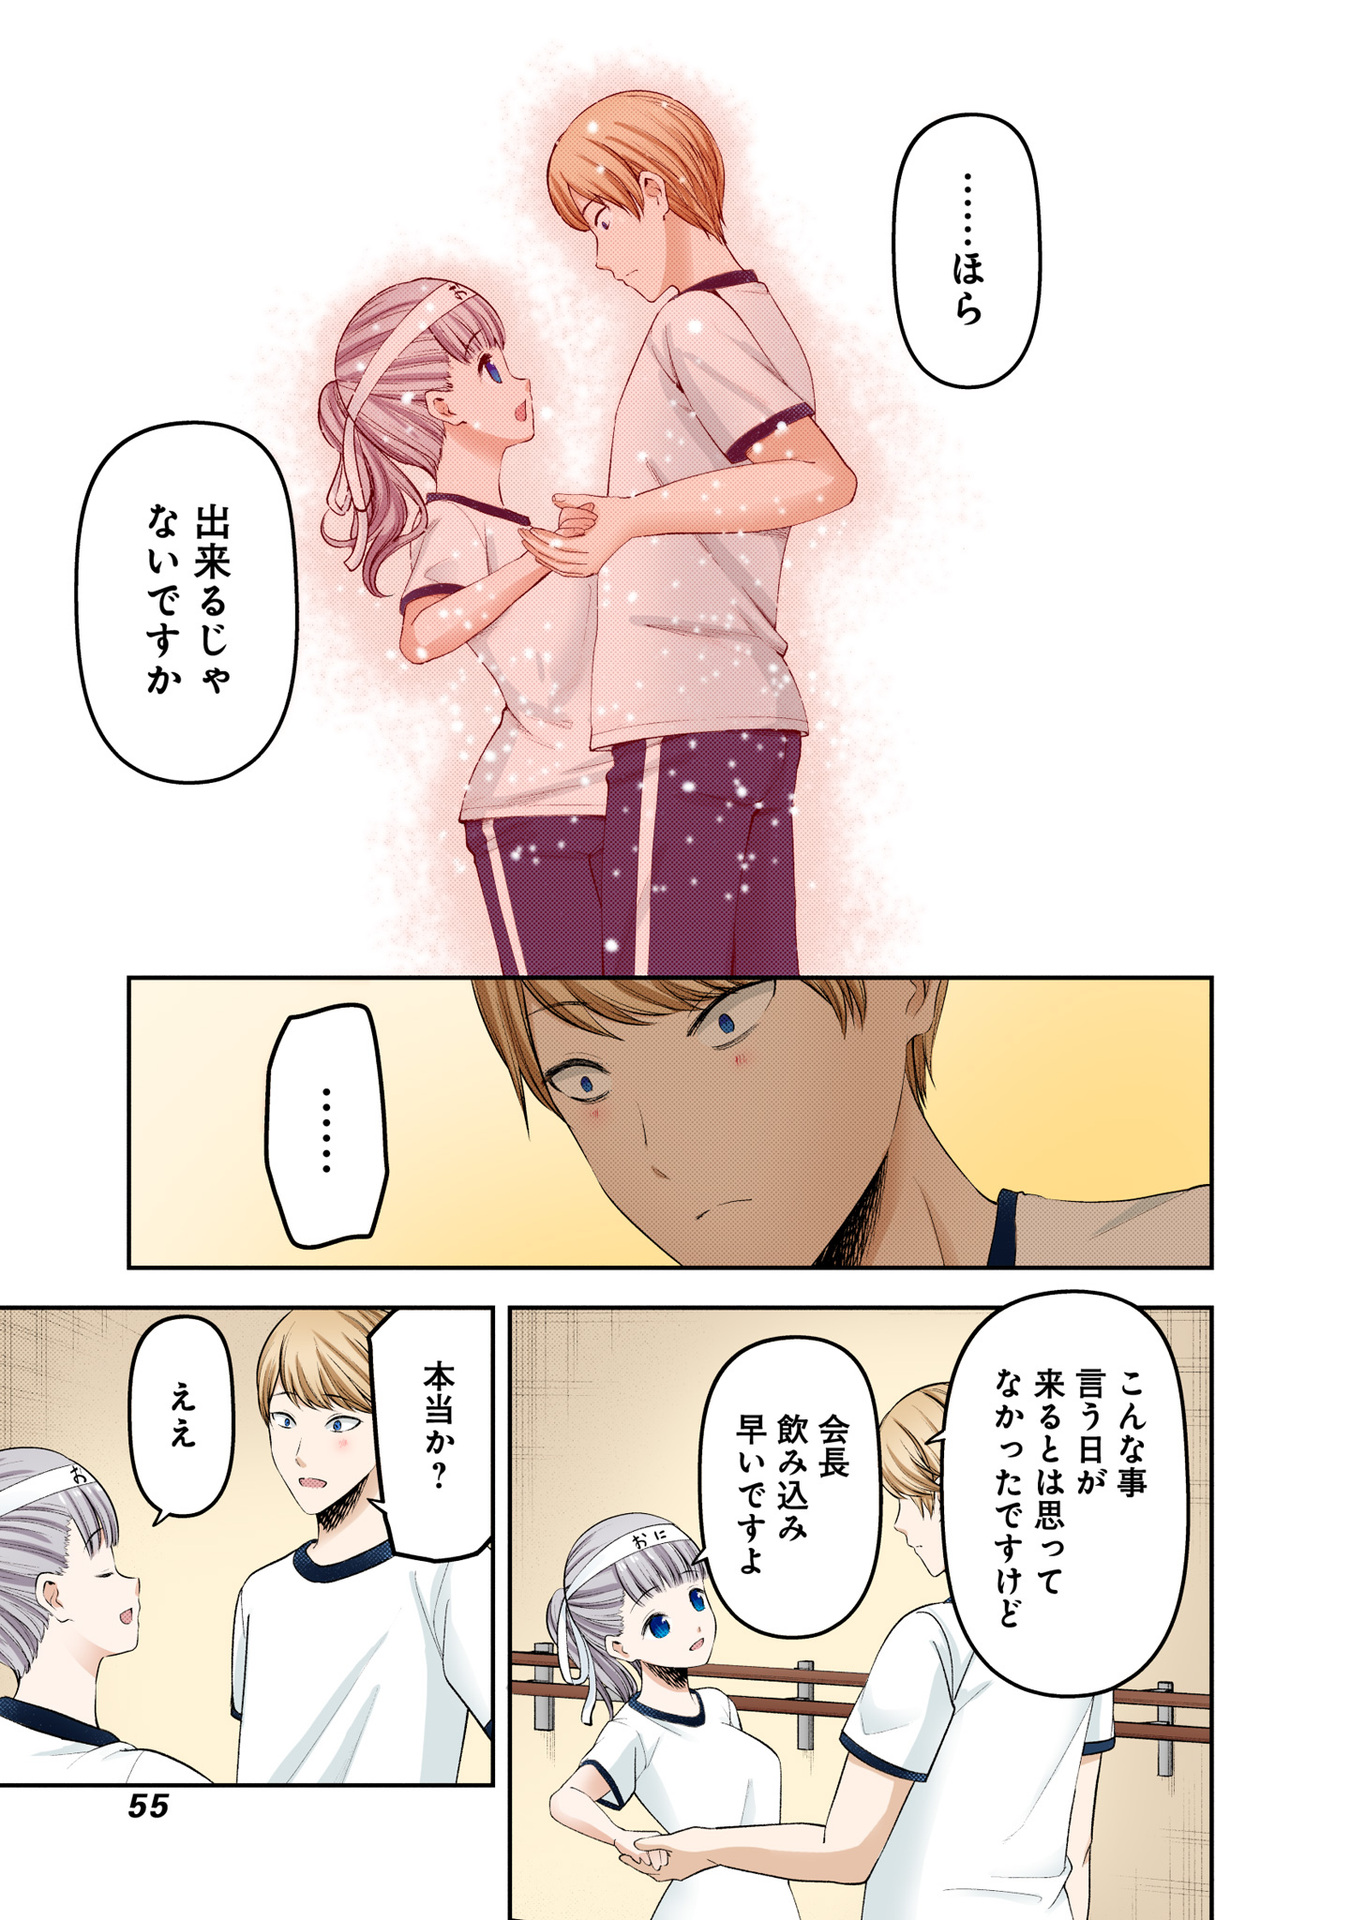 ……ほら
出来るじゃ
ないですか
……
こんな事
言う日が
来るとは思って
なかったですけど
会長
飲み込み
早いですよ
おに
本当か?
ええ
お
55